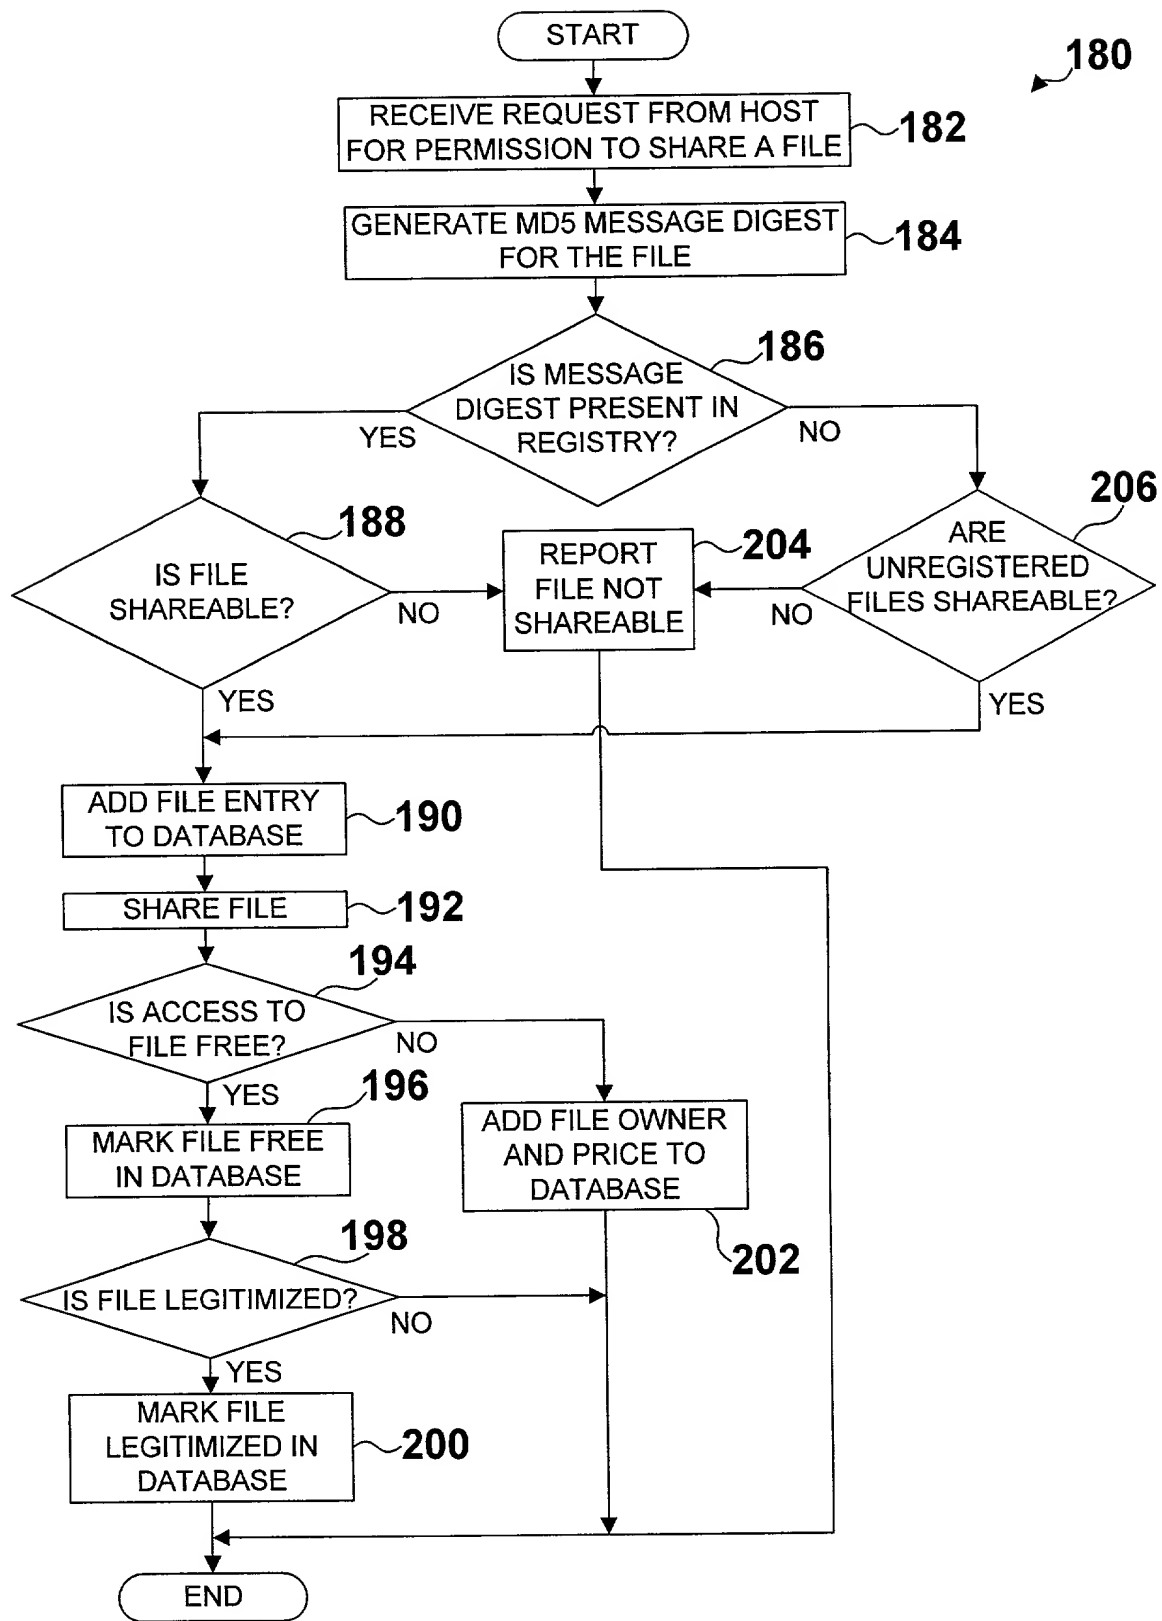 START
180
RECEIVE REQUEST FROM HOST
FOR PERMISSION TO SHARE A FILE
182
GENERATE MD5 MESSAGE DIGEST
FOR THE FILE
184
186
IS MESSAGE
DIGEST PRESENT IN
REGISTRY?
YES
NO
188
IS FILE
SHAREABLE?
NO
YES
204
REPORT
FILE NOT
SHAREABLE
206
ARE
UNREGISTERED
FILES SHAREABLE?
NO
YES
ADD FILE ENTRY
TO DATABASE
190
SHARE FILE
192
194
IS ACCESS TO
FILE FREE?
NO
YES
196
MARK FILE FREE
IN DATABASE
ADD FILE OWNER
AND PRICE TO
DATABASE
202
198
IS FILE LEGITIMIZED?
NO
YES
MARK FILE
LEGITIMIZED IN
DATABASE
200
END